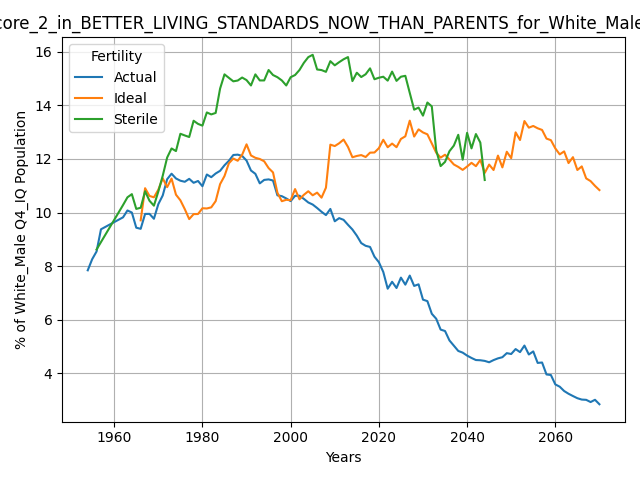 core_2_in_BETTER_LIVING_STANDARDS_NOW_THAN_PARENTS_for_White_Male
Fertility
Actual
Ideal
Sterile
% of White_Male Q4_IQ Population
16
14
12
10
8
6
4
1960 1980 2000 2020 2040 2060
Years